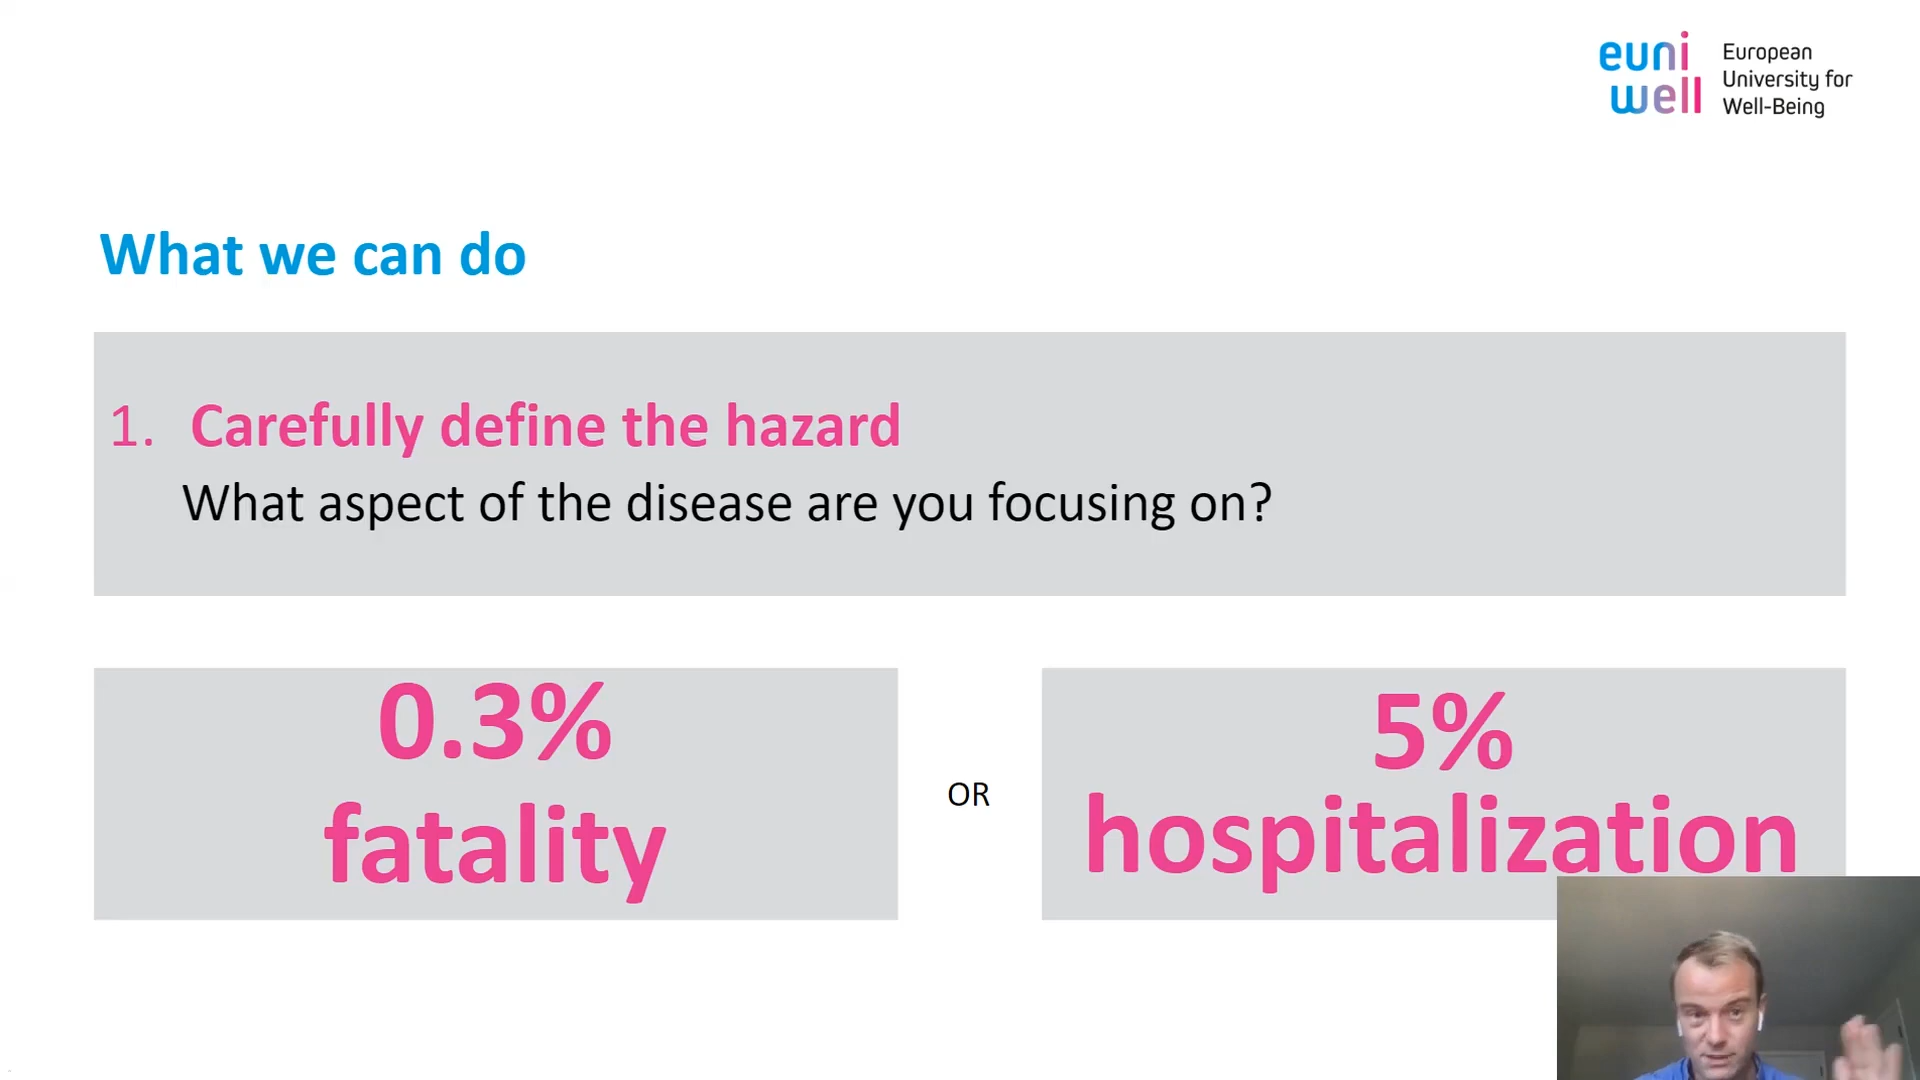 euni
well
European
University for
Well-Being
What we can do
1. Carefully define the hazard
What aspect of the disease are you focusing on?
0.3%
fatality
OR
5%
hospitalization